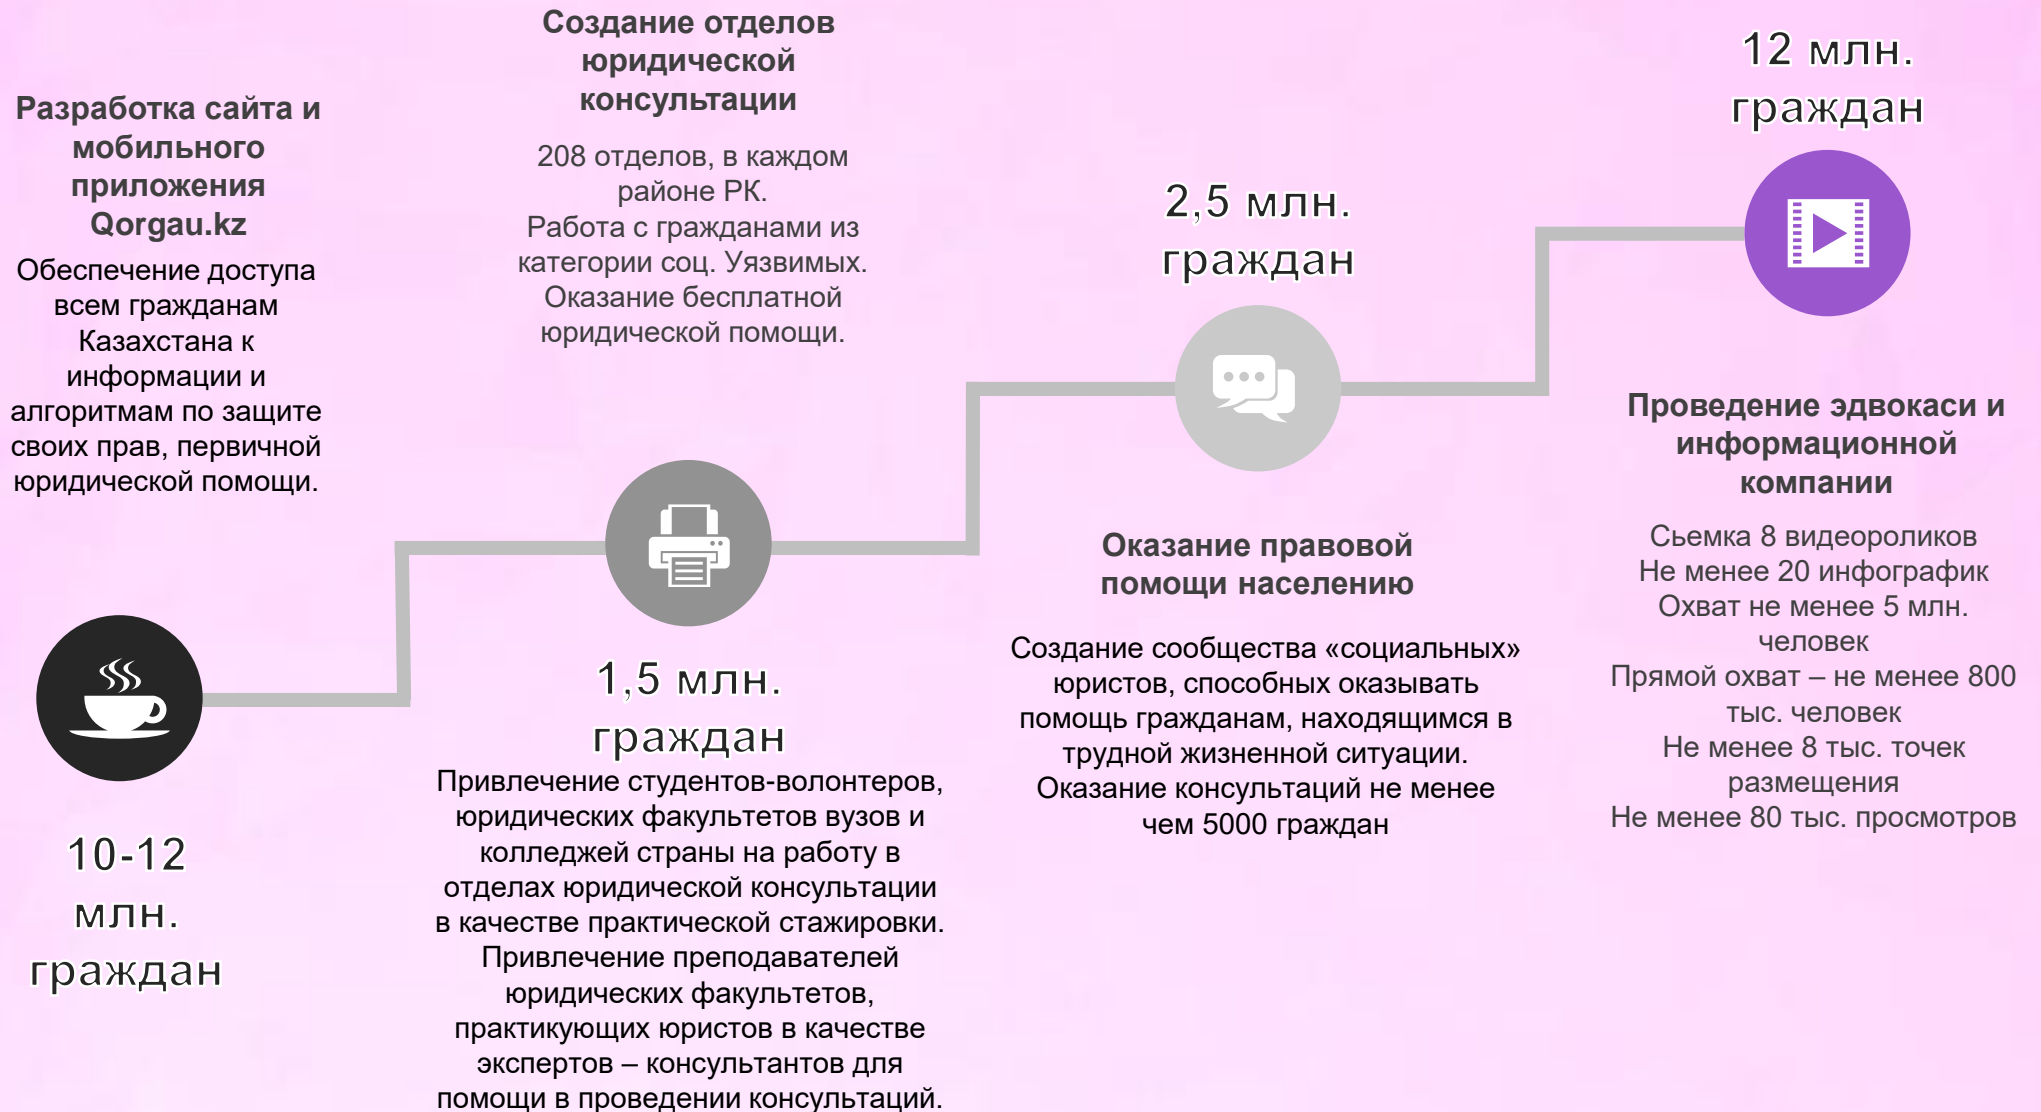 Разработка сайта и
мобильного
приложения
Qorgau.kz
Обеспечение доступа
всем гражданам
Казахстана к
информации и
алгоритмам по защите
своих прав, первичной
юридической помощи.
10-12
млн.
граждан
Создание отделов
юридической
консультации
208 отделов, в каждом
районе РК.
Работа с гражданами из
категории соц. Уязвимых.
Оказание бесплатной
юридической помощи.
1,5 млн.
граждан
Привлечение студентов-волонтеров,
юридических факультетов вузов и
колледжей страны на работу в
отделах юридической консультации
в качестве практической стажировки.
Привлечение преподавателей
юридических факультетов,
практикующих юристов в качестве
экспертов – консультантов для
помощи в проведении консультаций.
2,5 млн.
граждан
Оказание правовой
помощи населению
Создание сообщества «социальных»
юристов, способных оказывать
помощь гражданам, находящимся в
трудной жизненной ситуации.
Оказание консультаций не менее
чем 5000 граждан
12 млн.
граждан
Проведение эдвокаси и
информационной
компании
Сьемка 8 видеороликов
Не менее 20 инфографик
Охват не менее 5 млн.
человек
Прямой охват – не менее 800
тыс. человек
Не менее 8 тыс. точек
размещения
Не менее 80 тыс. просмотров